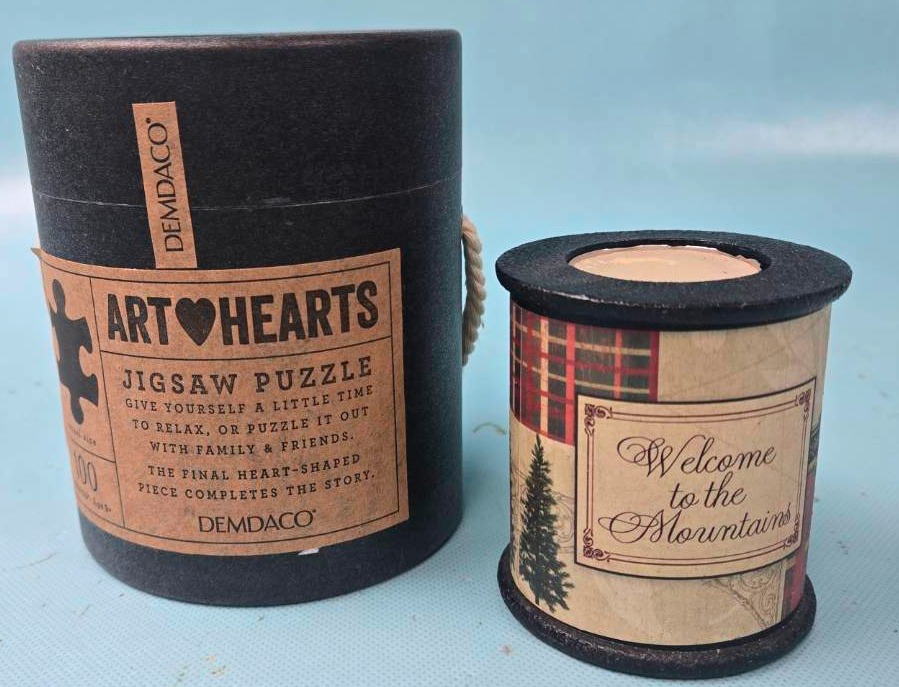 DEMDACO
ART HEARTS
JIGSAW PUZZLE
GIVE YOURSELF A LITTLE TIME
TO RELAX, OR PUZZLE IT OUT
WITH FAMILY & FRIENDS.
THE FINAL HEART-SHAPED
PIECE COMPLETES THE STORY.
DEMDACO
Welcome
to the
Mountains